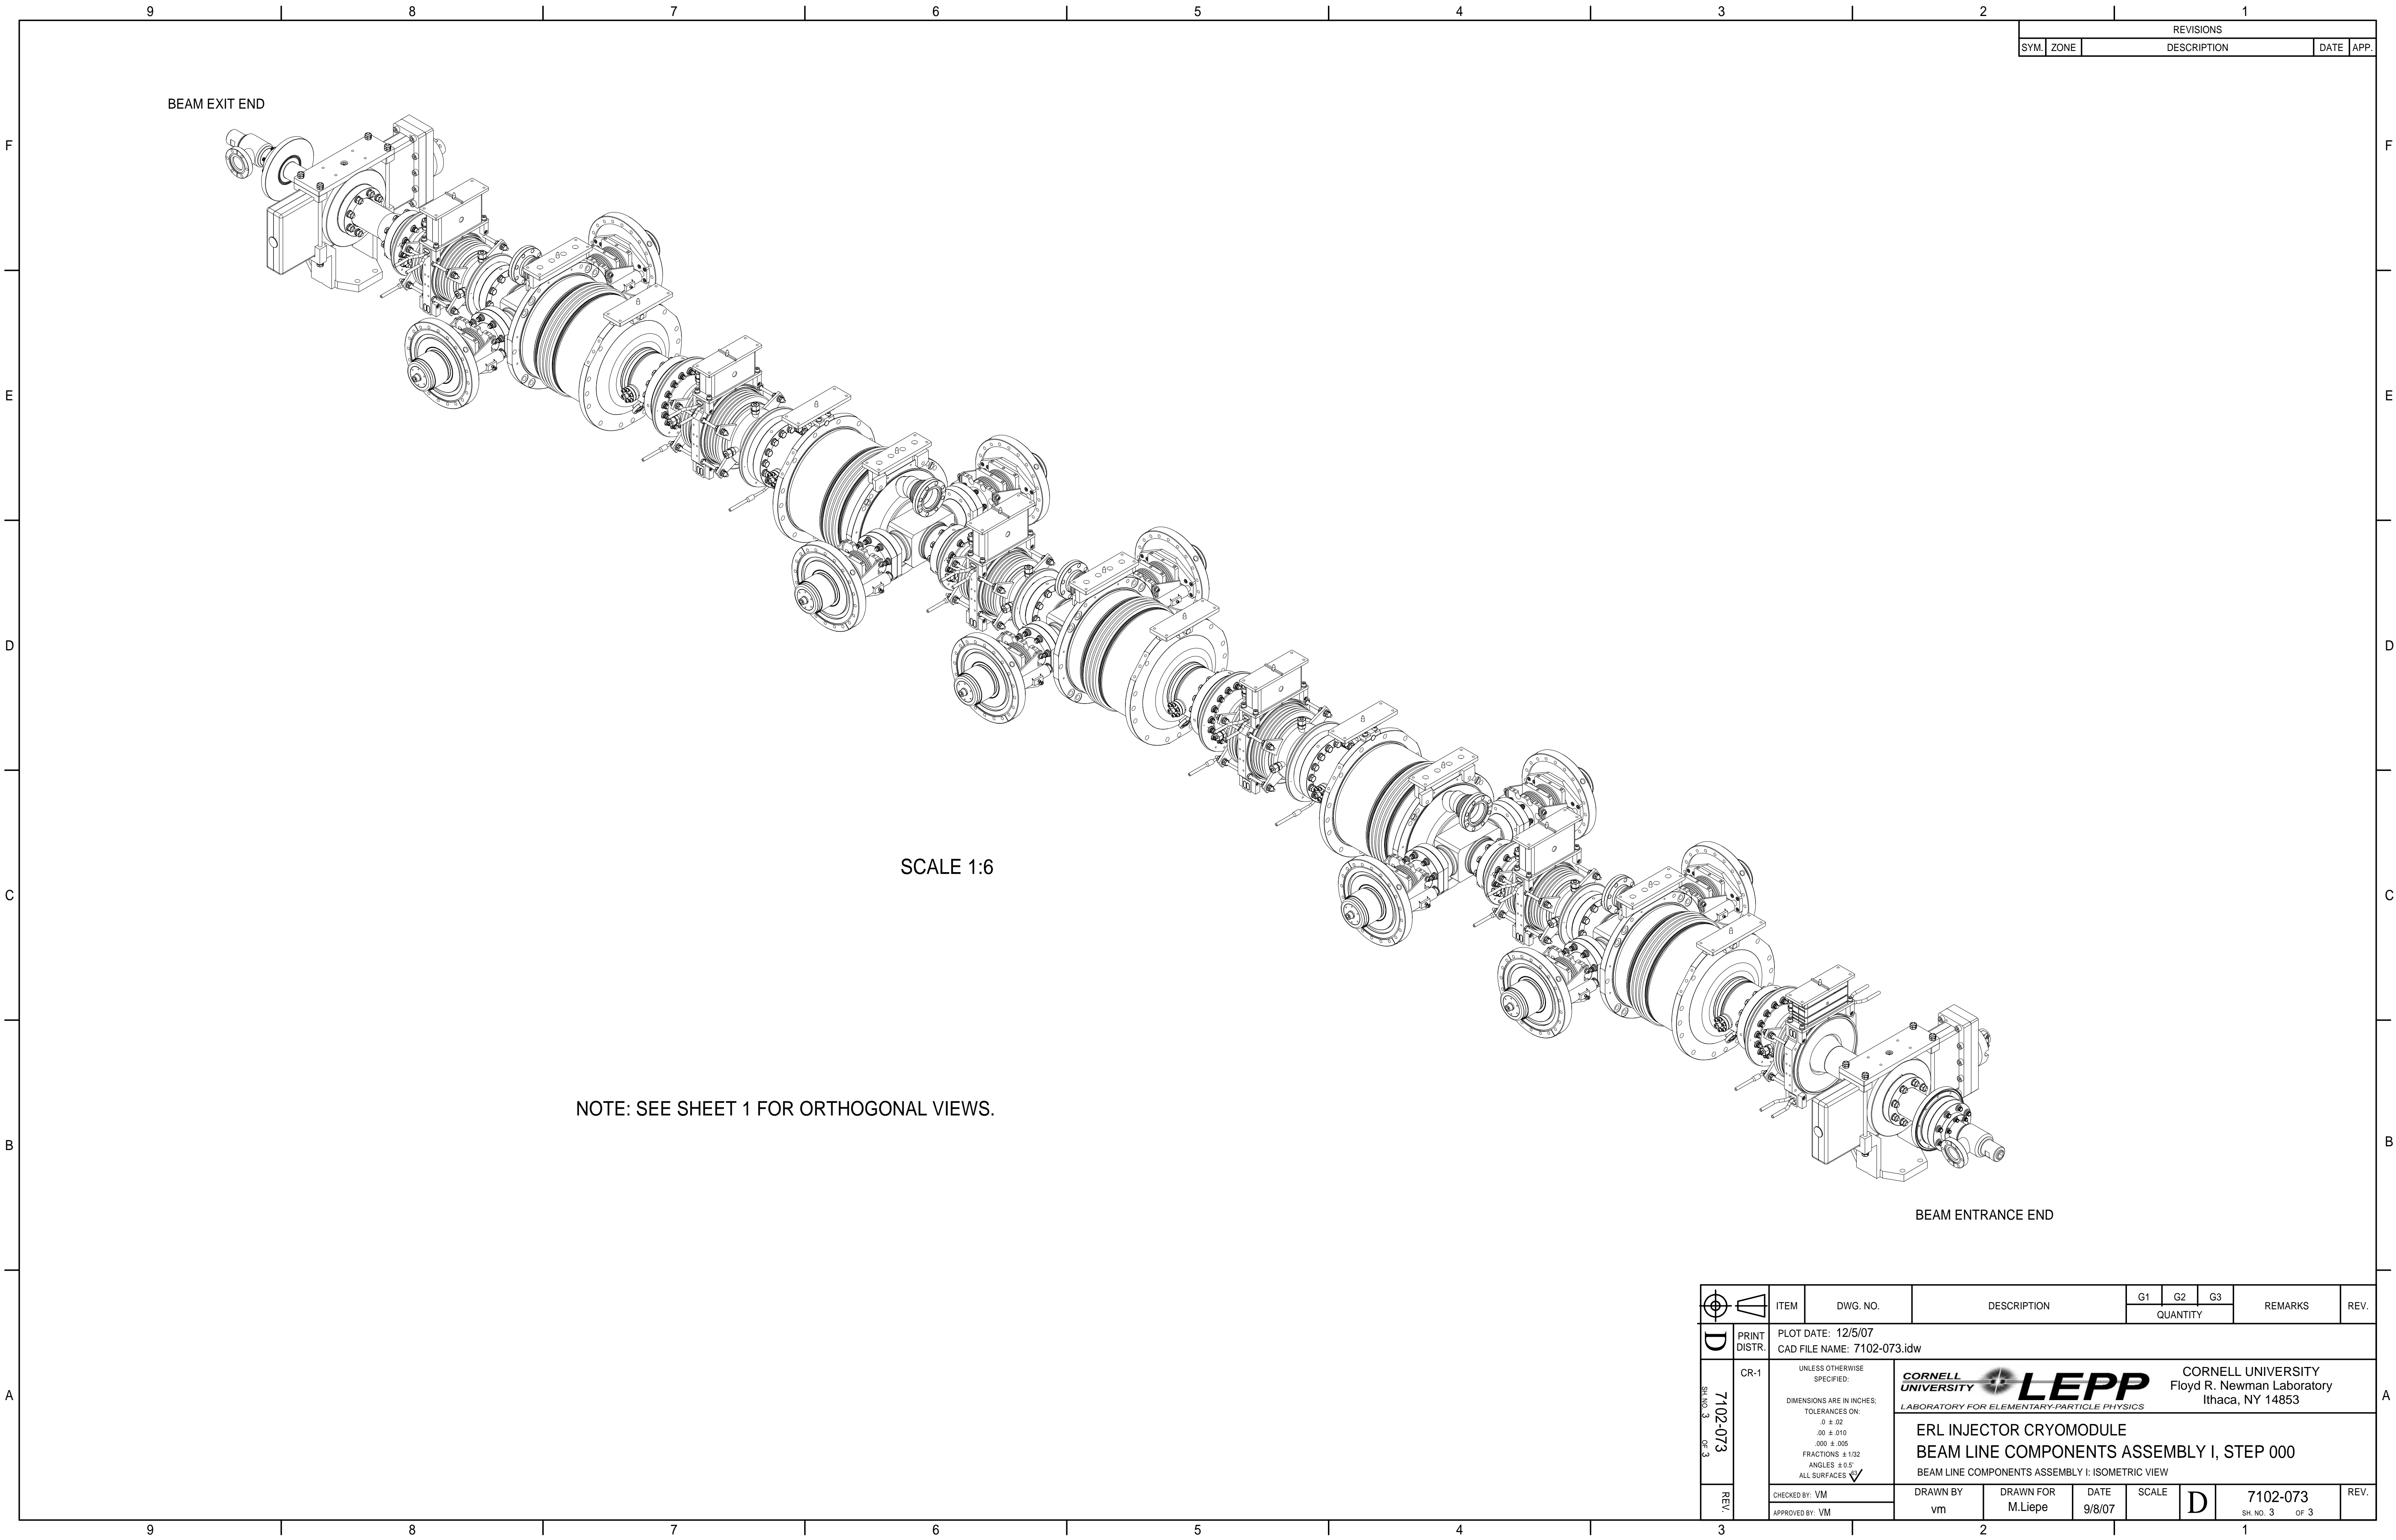 9 8 7 6 5 4 3 2 1
REVISIONS
SYM. ZONE DESCRIPTION DATE APP.
BEAM EXIT END
F F
E E
D D
SCALE 1:6
C C
NOTE: SEE SHEET 1 FOR ORTHOGONAL VIEWS.
B B
BEAM ENTRANCE END
ITEM DWG. NO. DESCRIPTION G1 G2 G3 REMARKS REV.
QUANTITY
D
PRINT
DISTR.
PLOT DATE: 12/5/07
CAD FILE NAME: 7102-073.idw
CR-1
7102-073
SH. NO. 3 OF 3
REV.
UNLESS OTHERWISE
SPECIFIED:
DIMENSIONS ARE IN INCHES;
TOLERANCES ON:
.0 ± .02
.00 ± .010
.000 ± .005
FRACTIONS ± 1/32
ANGLES ± 0.5°
ALL SURFACES 63
CHECKED BY: VM
APPROVED BY: VM
CORNELL
UNIVERSITY
LEPP
LABORATORY FOR ELEMENTARY-PARTICLE PHYSICS
CORNELL UNIVERSITY
Floyd R. Newman Laboratory
Ithaca, NY 14853
A A
ERL INJECTOR CRYOMODULE
BEAM LINE COMPONENTS ASSEMBLY I, STEP 000
BEAM LINE COMPONENTS ASSEMBLY I: ISOMETRIC VIEW
DRAWN BY
vm
DRAWN FOR
M.Liepe
DATE
9/8/07
SCALE
D
7102-073
SH. NO. 3 OF 3
REV.
9 8 7 6 5 4 3 2 1